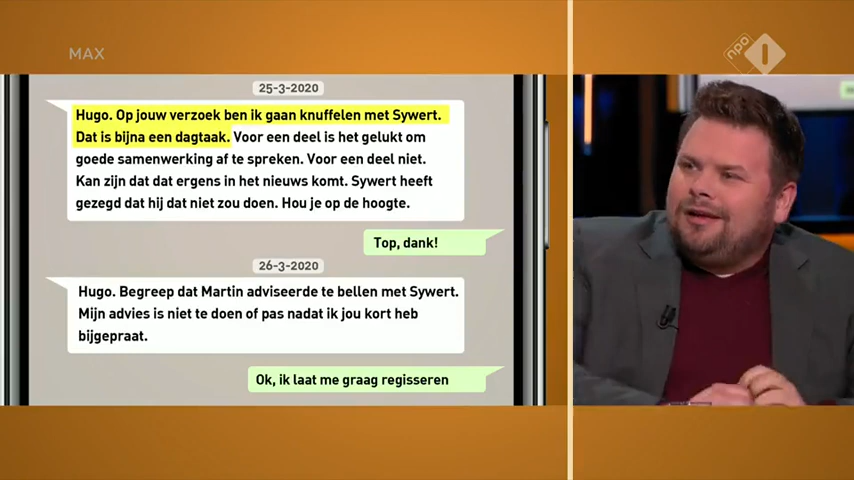 MAX
npo 1
25-3-2020
Hugo. Op jouw verzoek ben ik gaan knuffelen met Sywert.
Dat is bijna een dagtaak. Voor een deel is het gelukt om
goede samenwerking af te spreken. Voor een deel niet.
Kan zijn dat dat ergens in het nieuws komt. Sywert heeft
gezegd dat hij dat niet zou doen. Hou je op de hoogte.
Top, dank!
26-3-2020
Hugo. Begreep dat Martin adviseerde te bellen met Sywert.
Mijn advies is niet te doen of pas nadat ik jou kort heb
bijgepraat.
Ok, ik laat me graag regisseren